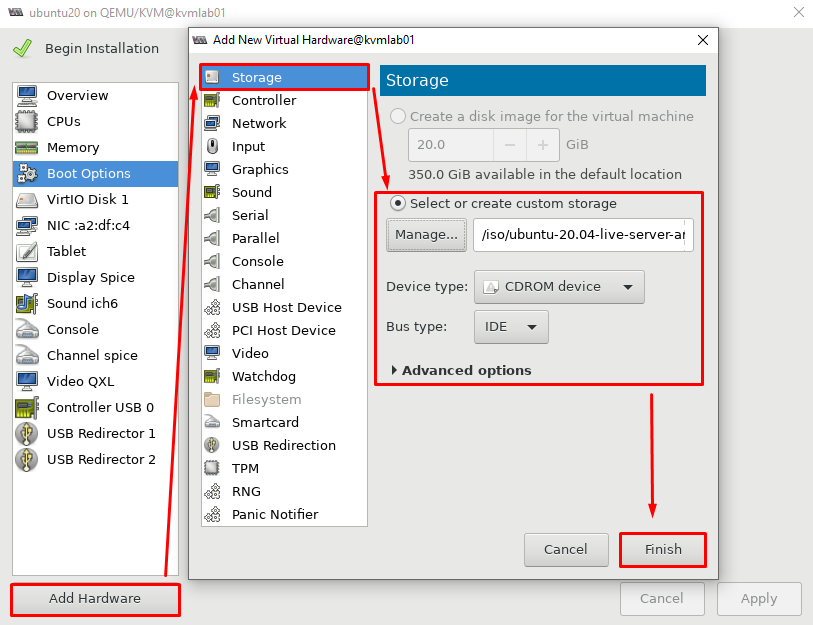 ubuntu20 on QEMU/KVM@kvmlab01
Begin Installation
Overview
CPUs
Memory
Boot Options
VirtIO Disk 1
NIC :a2:df:c4
Tablet
Display Spice
Sound ich6
Console
Channel spice
Video QXL
Controller USB 0
USB Redirector 1
USB Redirector 2
Add Hardware
Add New Virtual Hardware@kvmlab01
Storage
Controller
Network
Input
Graphics
Sound
Serial
Parallel
Console
Channel
USB Host Device
PCI Host Device
Video
Watchdog
Filesystem
Smartcard
USB Redirection
TPM
RNG
Panic Notifier
Storage
Create a disk image for the virtual machine
20.0 − + GiB
350.0 GiB available in the default location
Select or create custom storage
Manage... /iso/ubuntu-20.04-live-server-ar
Device type: CDROM device
Bus type: IDE
Advanced options
Cancel Finish
Cancel Apply